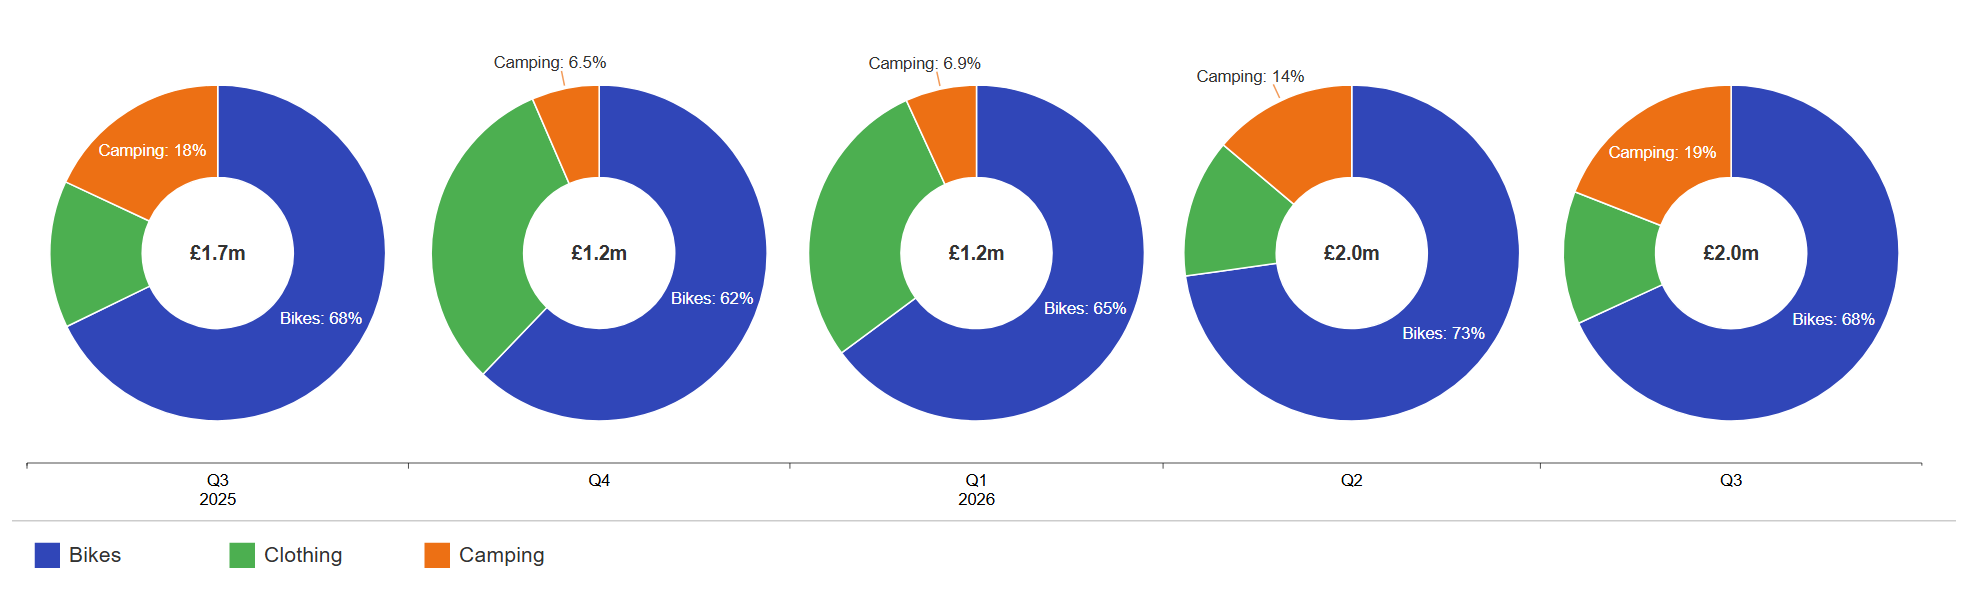 Camping: 6.5%
Camping: 6.9%
Camping: 14%
Camping: 18%
Camping: 19%
£1.7m
£1.2m
£1.2m
£2.0m
£2.0m
Bikes: 68%
Bikes: 62%
Bikes: 65%
Bikes: 73%
Bikes: 68%
Q3
2025
Q4
Q1
2026
Q2
Q3
Bikes
Clothing
Camping